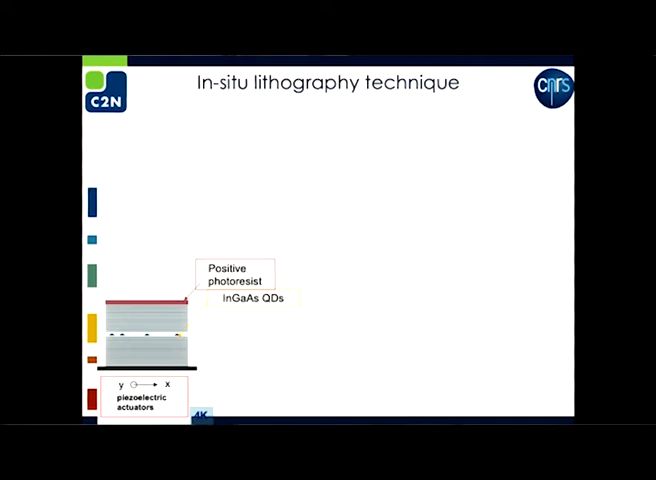 In-situ lithography technique
C2N
cnrs
Positive
photoresist
InGaAs QDs
y
x
piezoelectric
actuators
4K